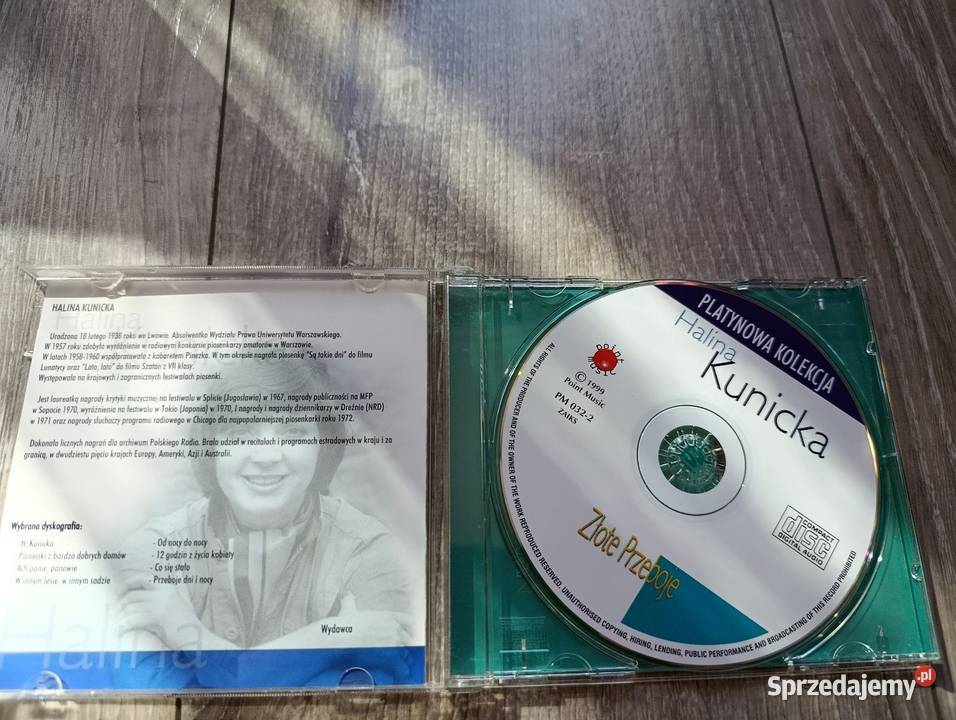 HALINA KUNICKA
Halina
Urodzona 18 lutego 1938 roku we Lwowie. Absolwentka Wydziału Prawa Uniwersytetu Warszawskiego.
W 1957 roku zdobyła wyróżnienie w radiowym konkursie piosenkarzy amatorów w Warszawie.
W latach 1958-1960 współpracowała z kabaretem Pinezka. W tym okresie nagrała piosenkę "Są takie dni" do filmu
Lunatycy oraz "Lato, lato" do filmu Szatan z VII klasy.
Występowała na krajowych i zagranicznych festiwalach piosenki.
Jest laureatką nagrody krytyki muzycznej na festiwalu w Splicie (Jugosławia) w 1967, nagrody publiczności na MFP
w Sopocie 1970, wyróżnienia na festiwalu w Tokio (Japonia) w 1970, I nagrody i nagrody dziennikarzy w Dreźnie (NRD)
w 1971 oraz nagrody słuchaczy programu radiowego w Chicago dla najpopularniejszej piosenkarki roku 1972.
Dokonała licznych nagrań dla archiwum Polskiego Radia. Brała udział w recitalach i programach estradowych w kraju i za
granicą, w dwudziestu pięciu krajach Europy, Ameryki, Azji i Australii.
Wybrana dyskografia:
H. Kunicka - Od nocy do nocy
Panienki z bardzo dobrych domów - 12 godzin z życia kobiety
Ach panie, panowie - Co się stało
W innym lesie, w innym sadzie - Przeboje dni i nocy
Wydawca
Halina
PLATYNOWA KOLEKCJA
Halina
Kunicka
point
music
© 1999
Point Music
PM 032-2
ZAIKS
COMPACT
disc
DIGITAL AUDIO
Złote Przeboje
ALL RIGHTS OF THE PRODUCER AND OF THE OWNER OF THE WORK REPRODUCED RESERVED. UNAUTHORISED COPYING, HIRING, LENDING, PUBLIC PERFORMANCE AND BROADCASTING OF THIS RECORD PROHIBITED
Sprzedajemy.pl